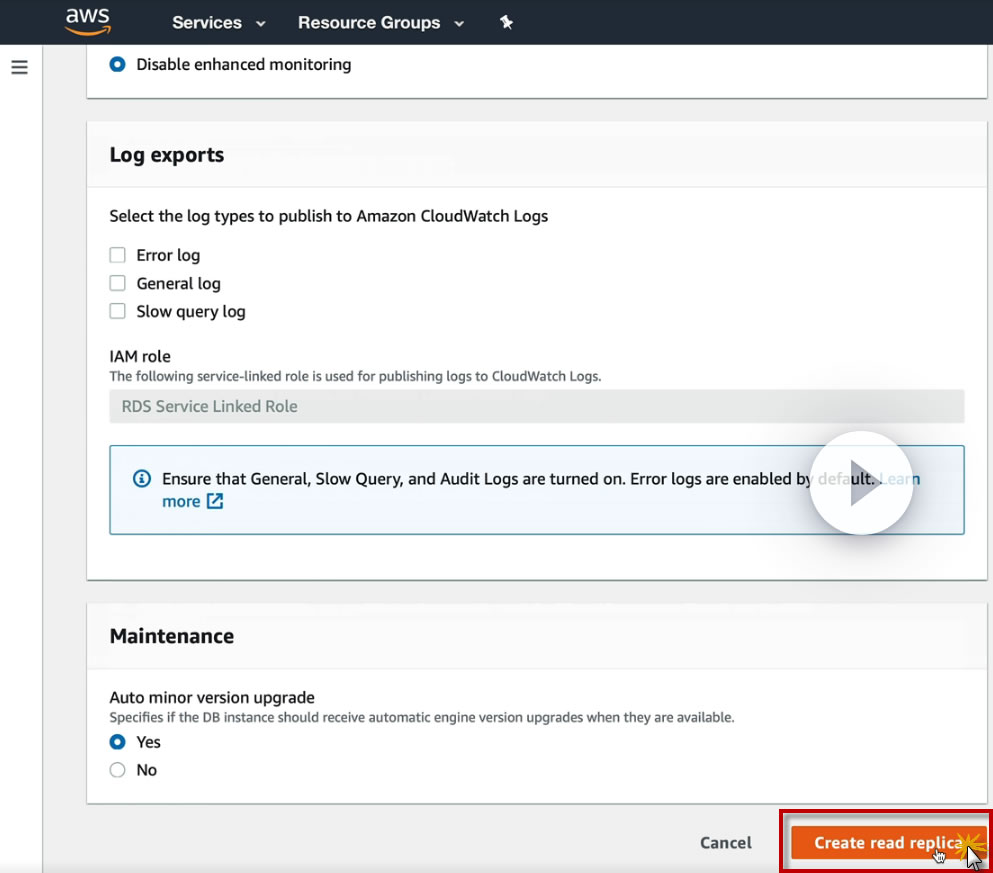 aws
Services
Resource Groups
Disable enhanced monitoring
Log exports
Select the log types to publish to Amazon CloudWatch Logs
Error log
General log
Slow query log
IAM role
The following service-linked role is used for publishing logs to CloudWatch Logs.
RDS Service Linked Role
Ensure that General, Slow Query, and Audit Logs are turned on. Error logs are enabled by default. Learn
more
Maintenance
Auto minor version upgrade
Specifies if the DB instance should receive automatic engine version upgrades when they are available.
Yes
No
Cancel
Create read replica